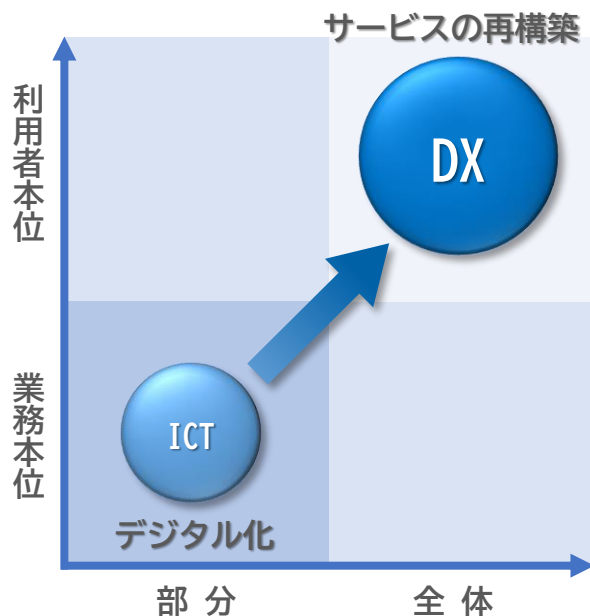 サービスの再構築
DX
利用者本位
業務本位
ICT
デジタル化
部分
全体